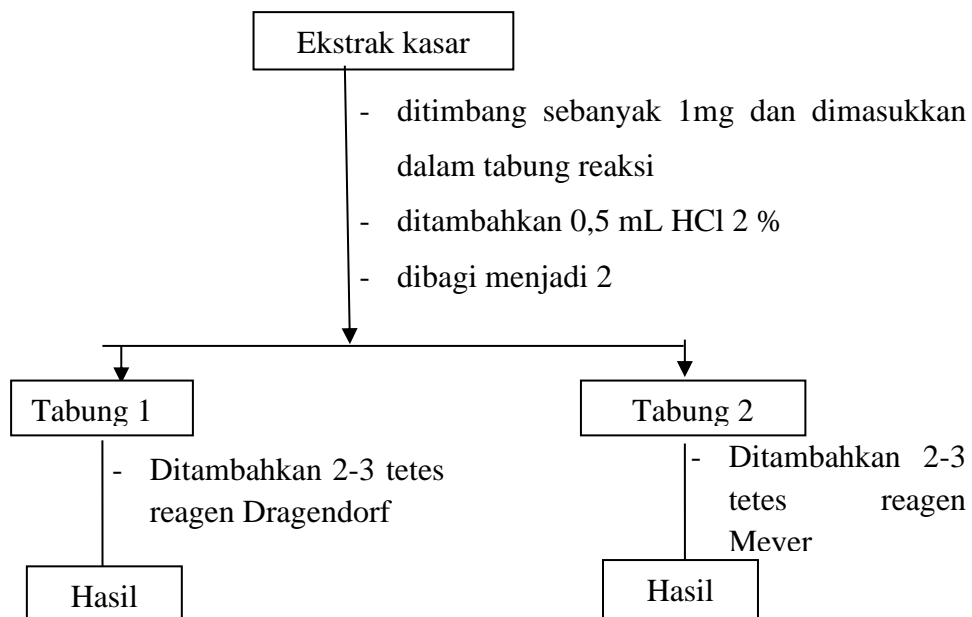 Ekstrak kasar
- ditimbang sebanyak 1mg dan dimasukkan
dalam tabung reaksi
- ditambahkan 0,5 mL HCl 2 %
- dibagi menjadi 2
Tabung 1
Tabung 2
- Ditambahkan 2-3 tetes
reagen Dragendorf
- Ditambahkan 2-3
tetes reagen
Meyer
Hasil
Hasil